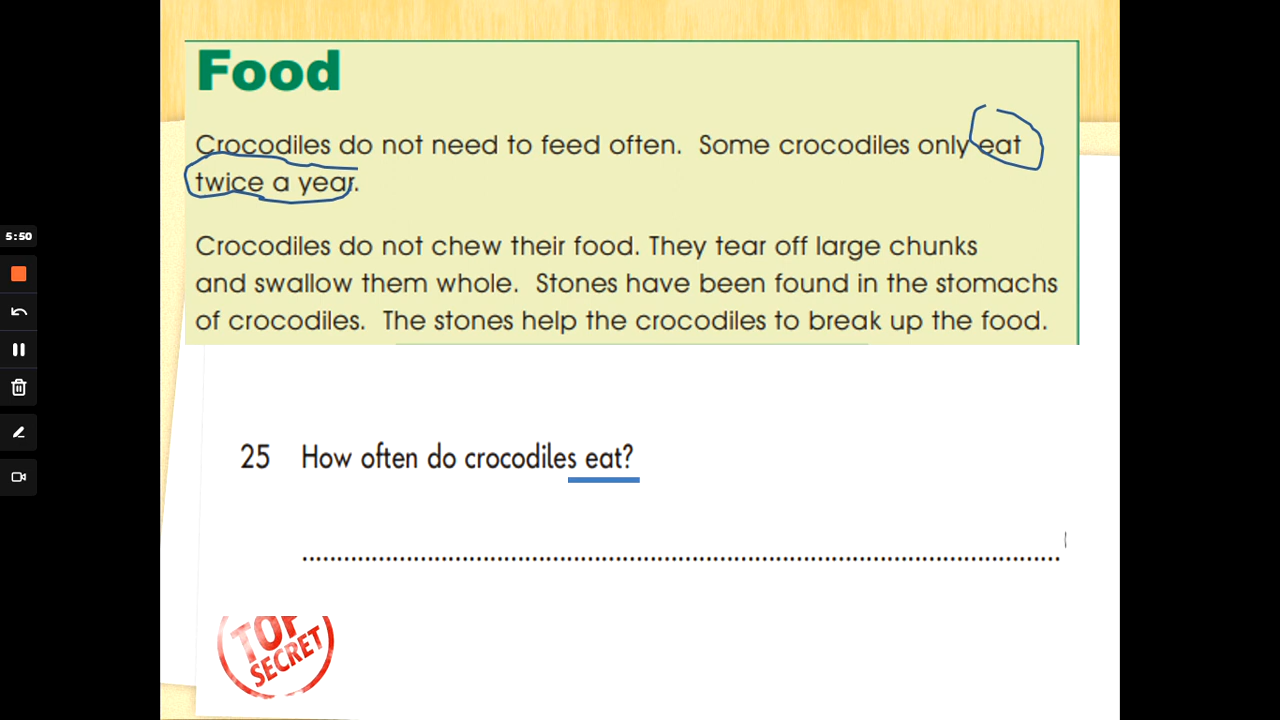 Food
Crocodiles do not need to feed often. Some crocodiles only eat
twice a year.
Crocodiles do not chew their food. They tear off large chunks
and swallow them whole. Stones have been found in the stomachs
of crocodiles. The stones help the crocodiles to break up the food.
5:50
25 How often do crocodiles eat?
TOP
SECRET